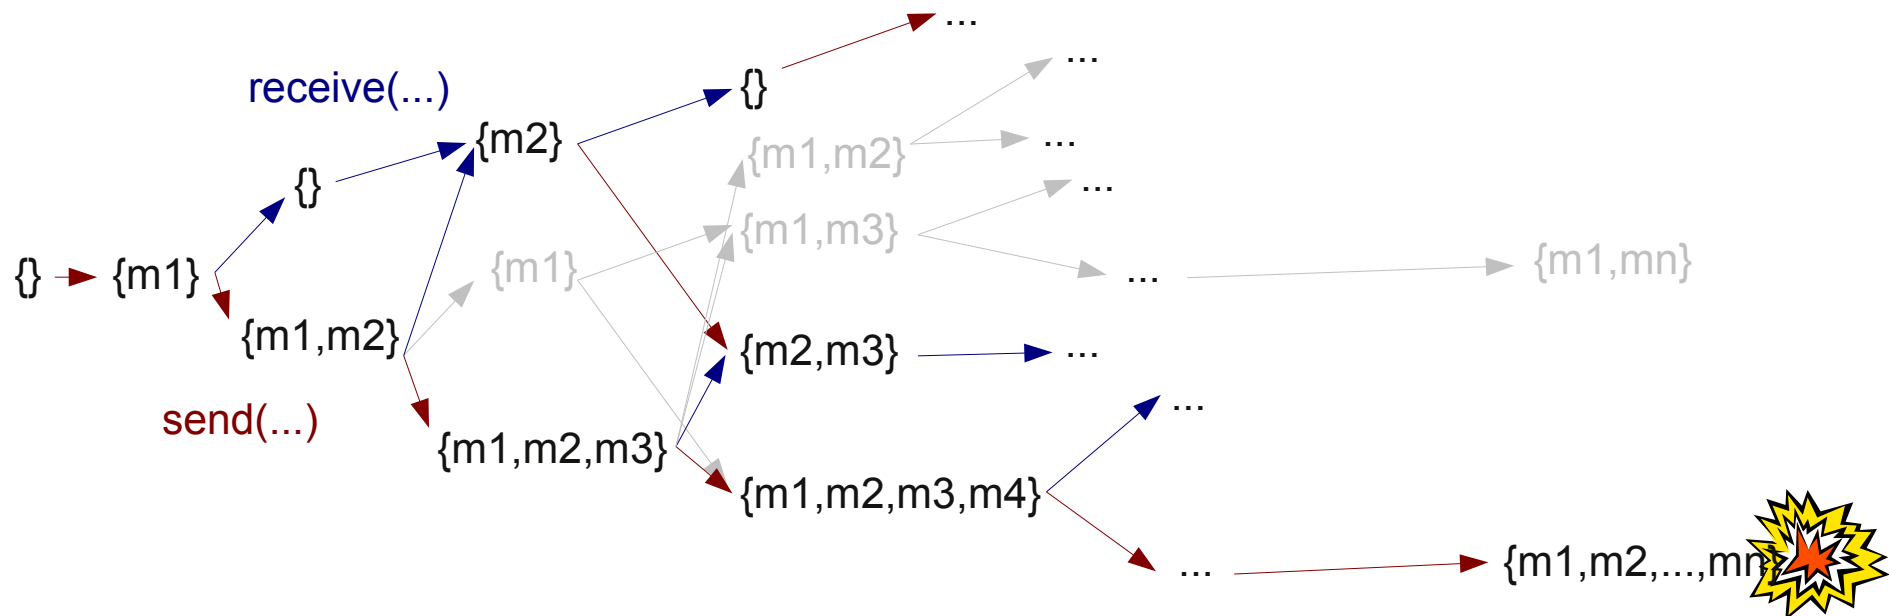 ...
...
receive(...)
{}
{m2}
...
{m1,m2}
...
{}
{m1,m3}
{} {m1}
{m1}
...
{m1,mn}
{m1,m2}
{m2,m3}
...
send(...)
...
{m1,m2,m3}
{m1,m2,m3,m4}
...
{m1,m2,...,mn}